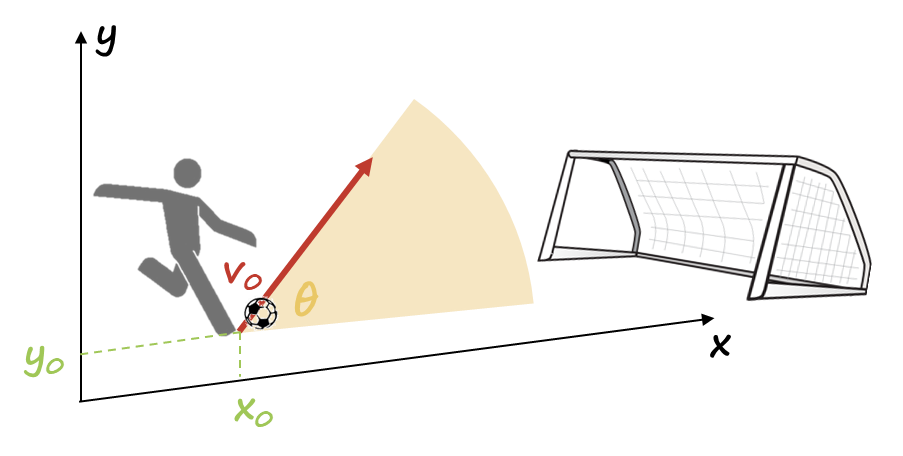 y
v₀
θ
y₀
x
x₀